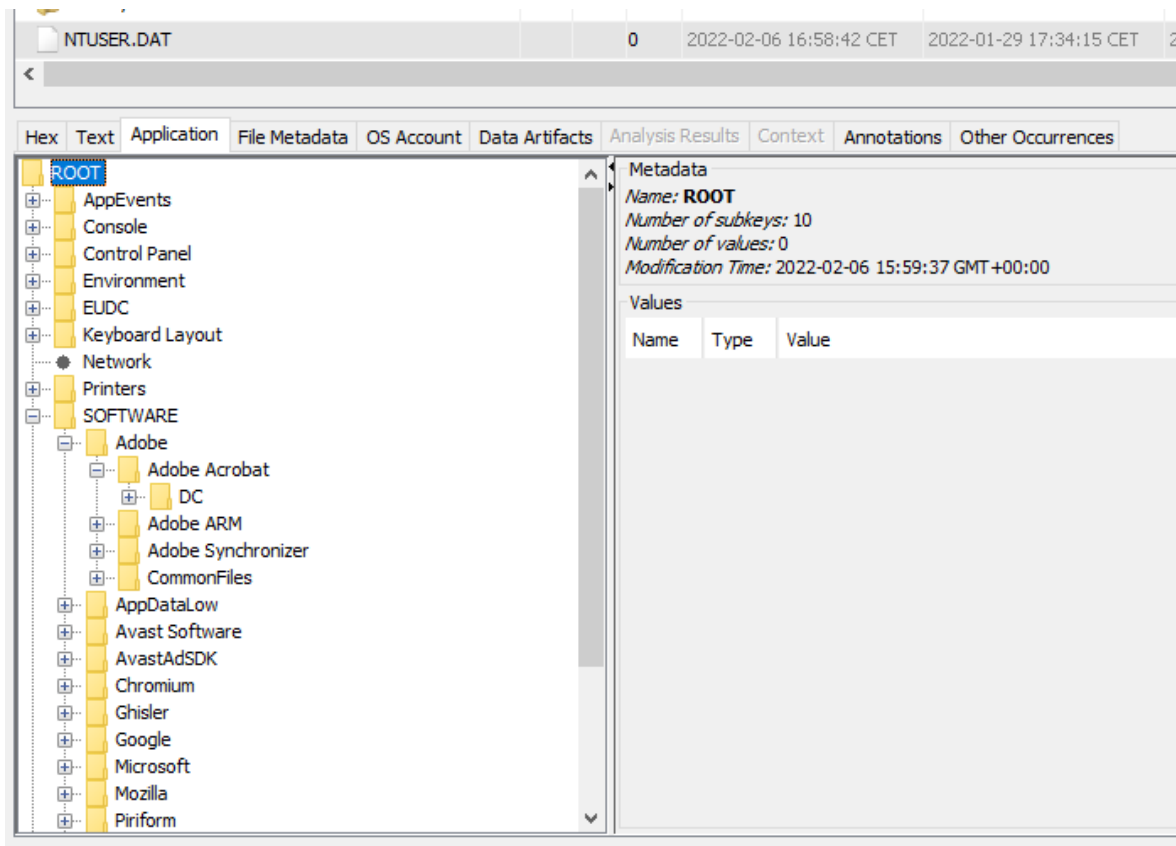 NTUSER.DAT 0 2022-02-06 16:58:42 CET 2022-01-29 17:34:15 CET
Hex Text Application File Metadata OS Account Data Artifacts Analysis Results Context Annotations Other Occurrences
ROOT
AppEvents
Console
Control Panel
Environment
EUDC
Keyboard Layout
Network
Printers
SOFTWARE
Adobe
Adobe Acrobat
DC
Adobe ARM
Adobe Synchronizer
CommonFiles
AppDataLow
Avast Software
AvastAdSDK
Chromium
Ghisler
Google
Microsoft
Mozilla
Piriform
Metadata
Name: ROOT
Number of subkeys: 10
Number of values: 0
Modification Time: 2022-02-06 15:59:37 GMT+00:00
Values
Name Type Value